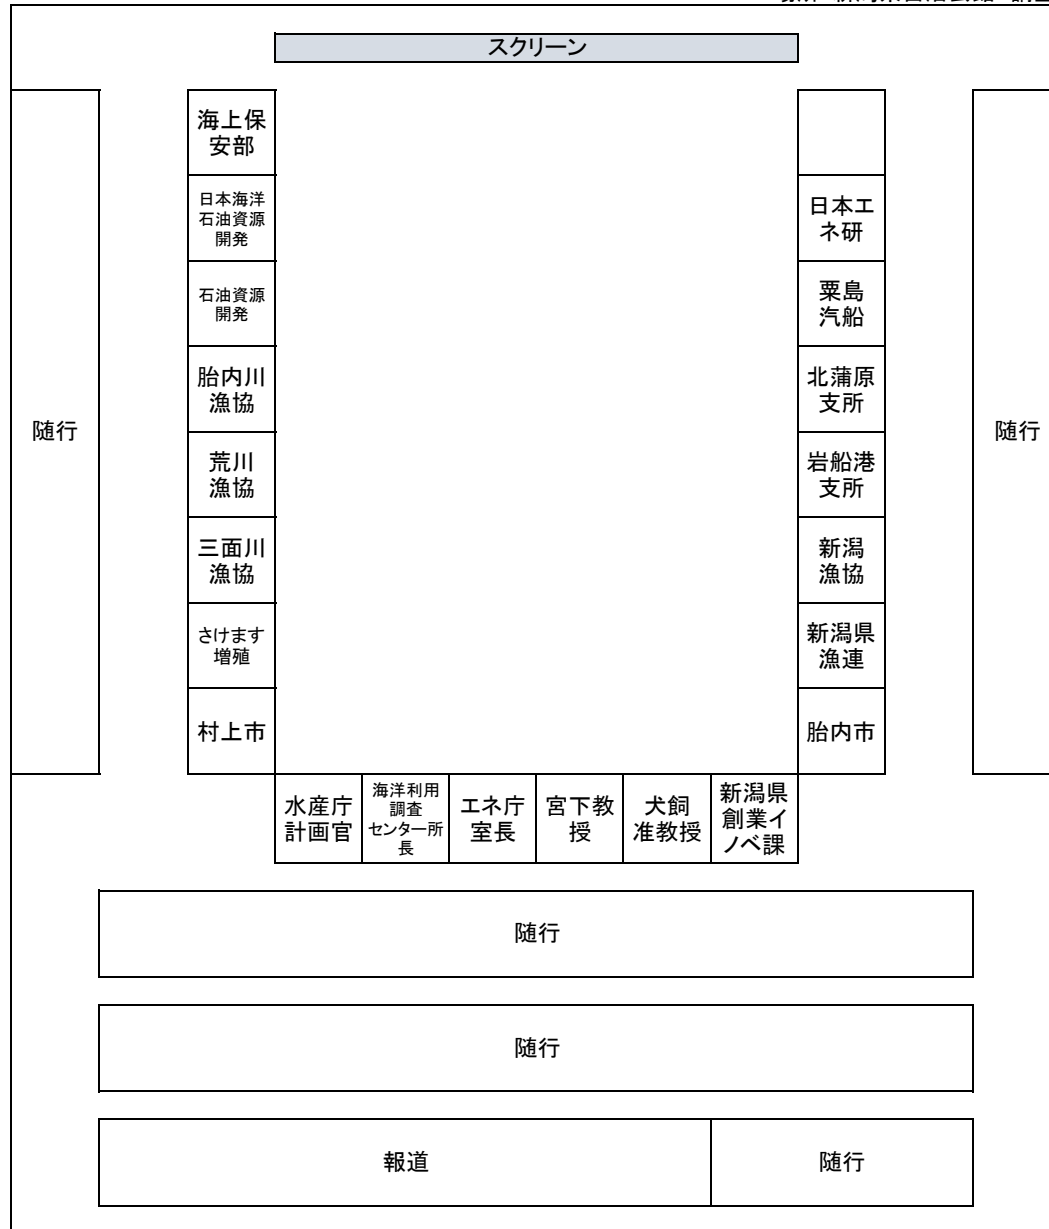 スクリーン
海上保
安部
日本海洋
石油資源
開発
日本エ
ネ研
石油資源
開発
粟島
汽船
胎内川
漁協
北蒲原
支所
随行
随行
荒川
漁協
岩船港
支所
三面川
漁協
新潟
漁協
さけます
増殖
新潟県
漁連
村上市
胎内市
水産庁
計画官
海洋利用
調査
センター所
長
エネ庁
室長
宮下教
授
犬飼
准教授
新潟県
創業イ
ノベ課
随行
随行
報道
随行